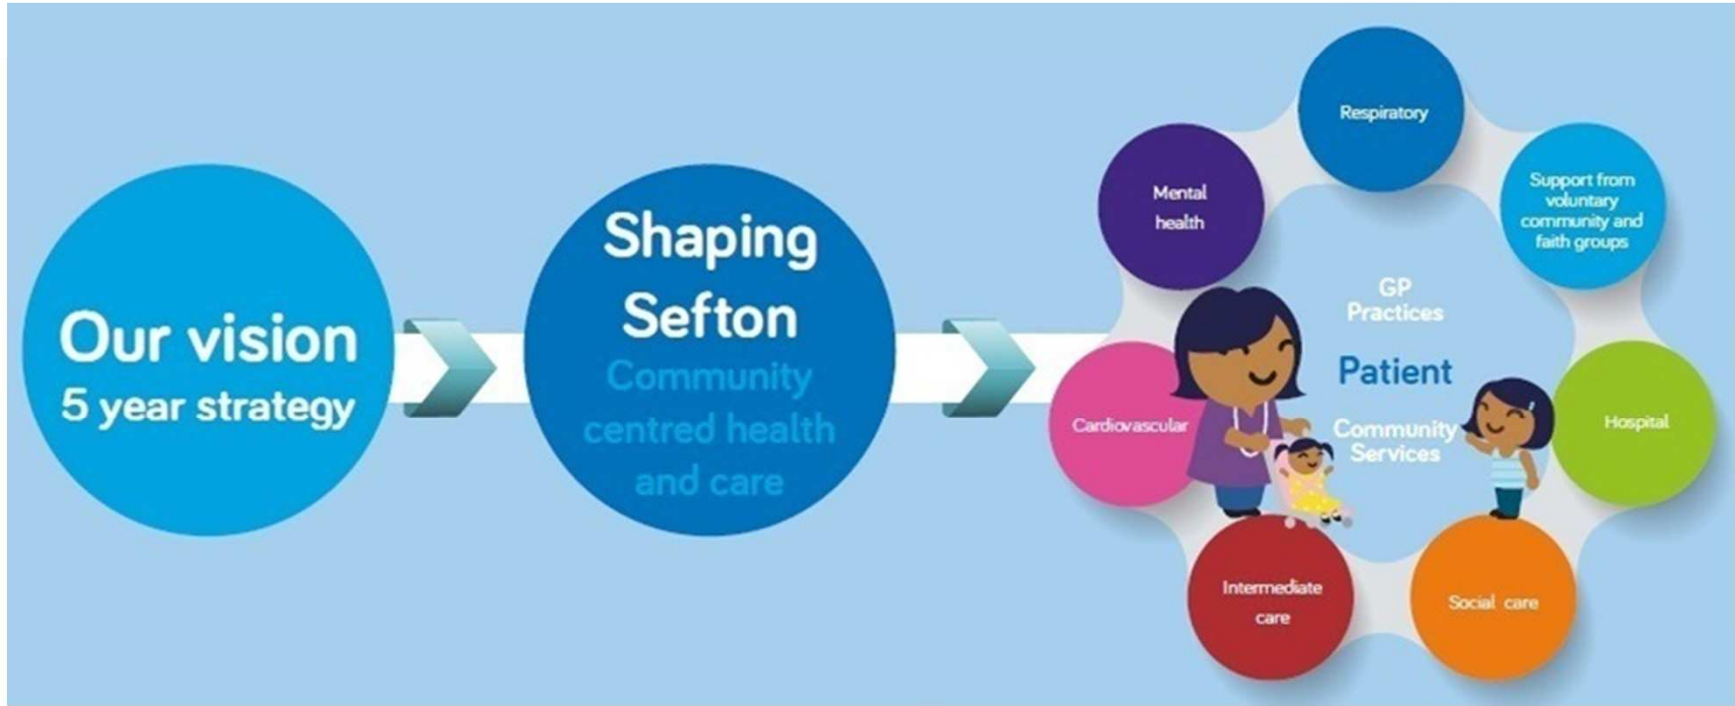 Our vision
5 year strategy
Shaping
Sefton
Community
centred health
and care
Respiratory
Mental
health
Support from
voluntary
community and
faith groups
GP
Practices
Patient
Community
Services
Cardiovascular
Hospital
Intermediate
care
Social care